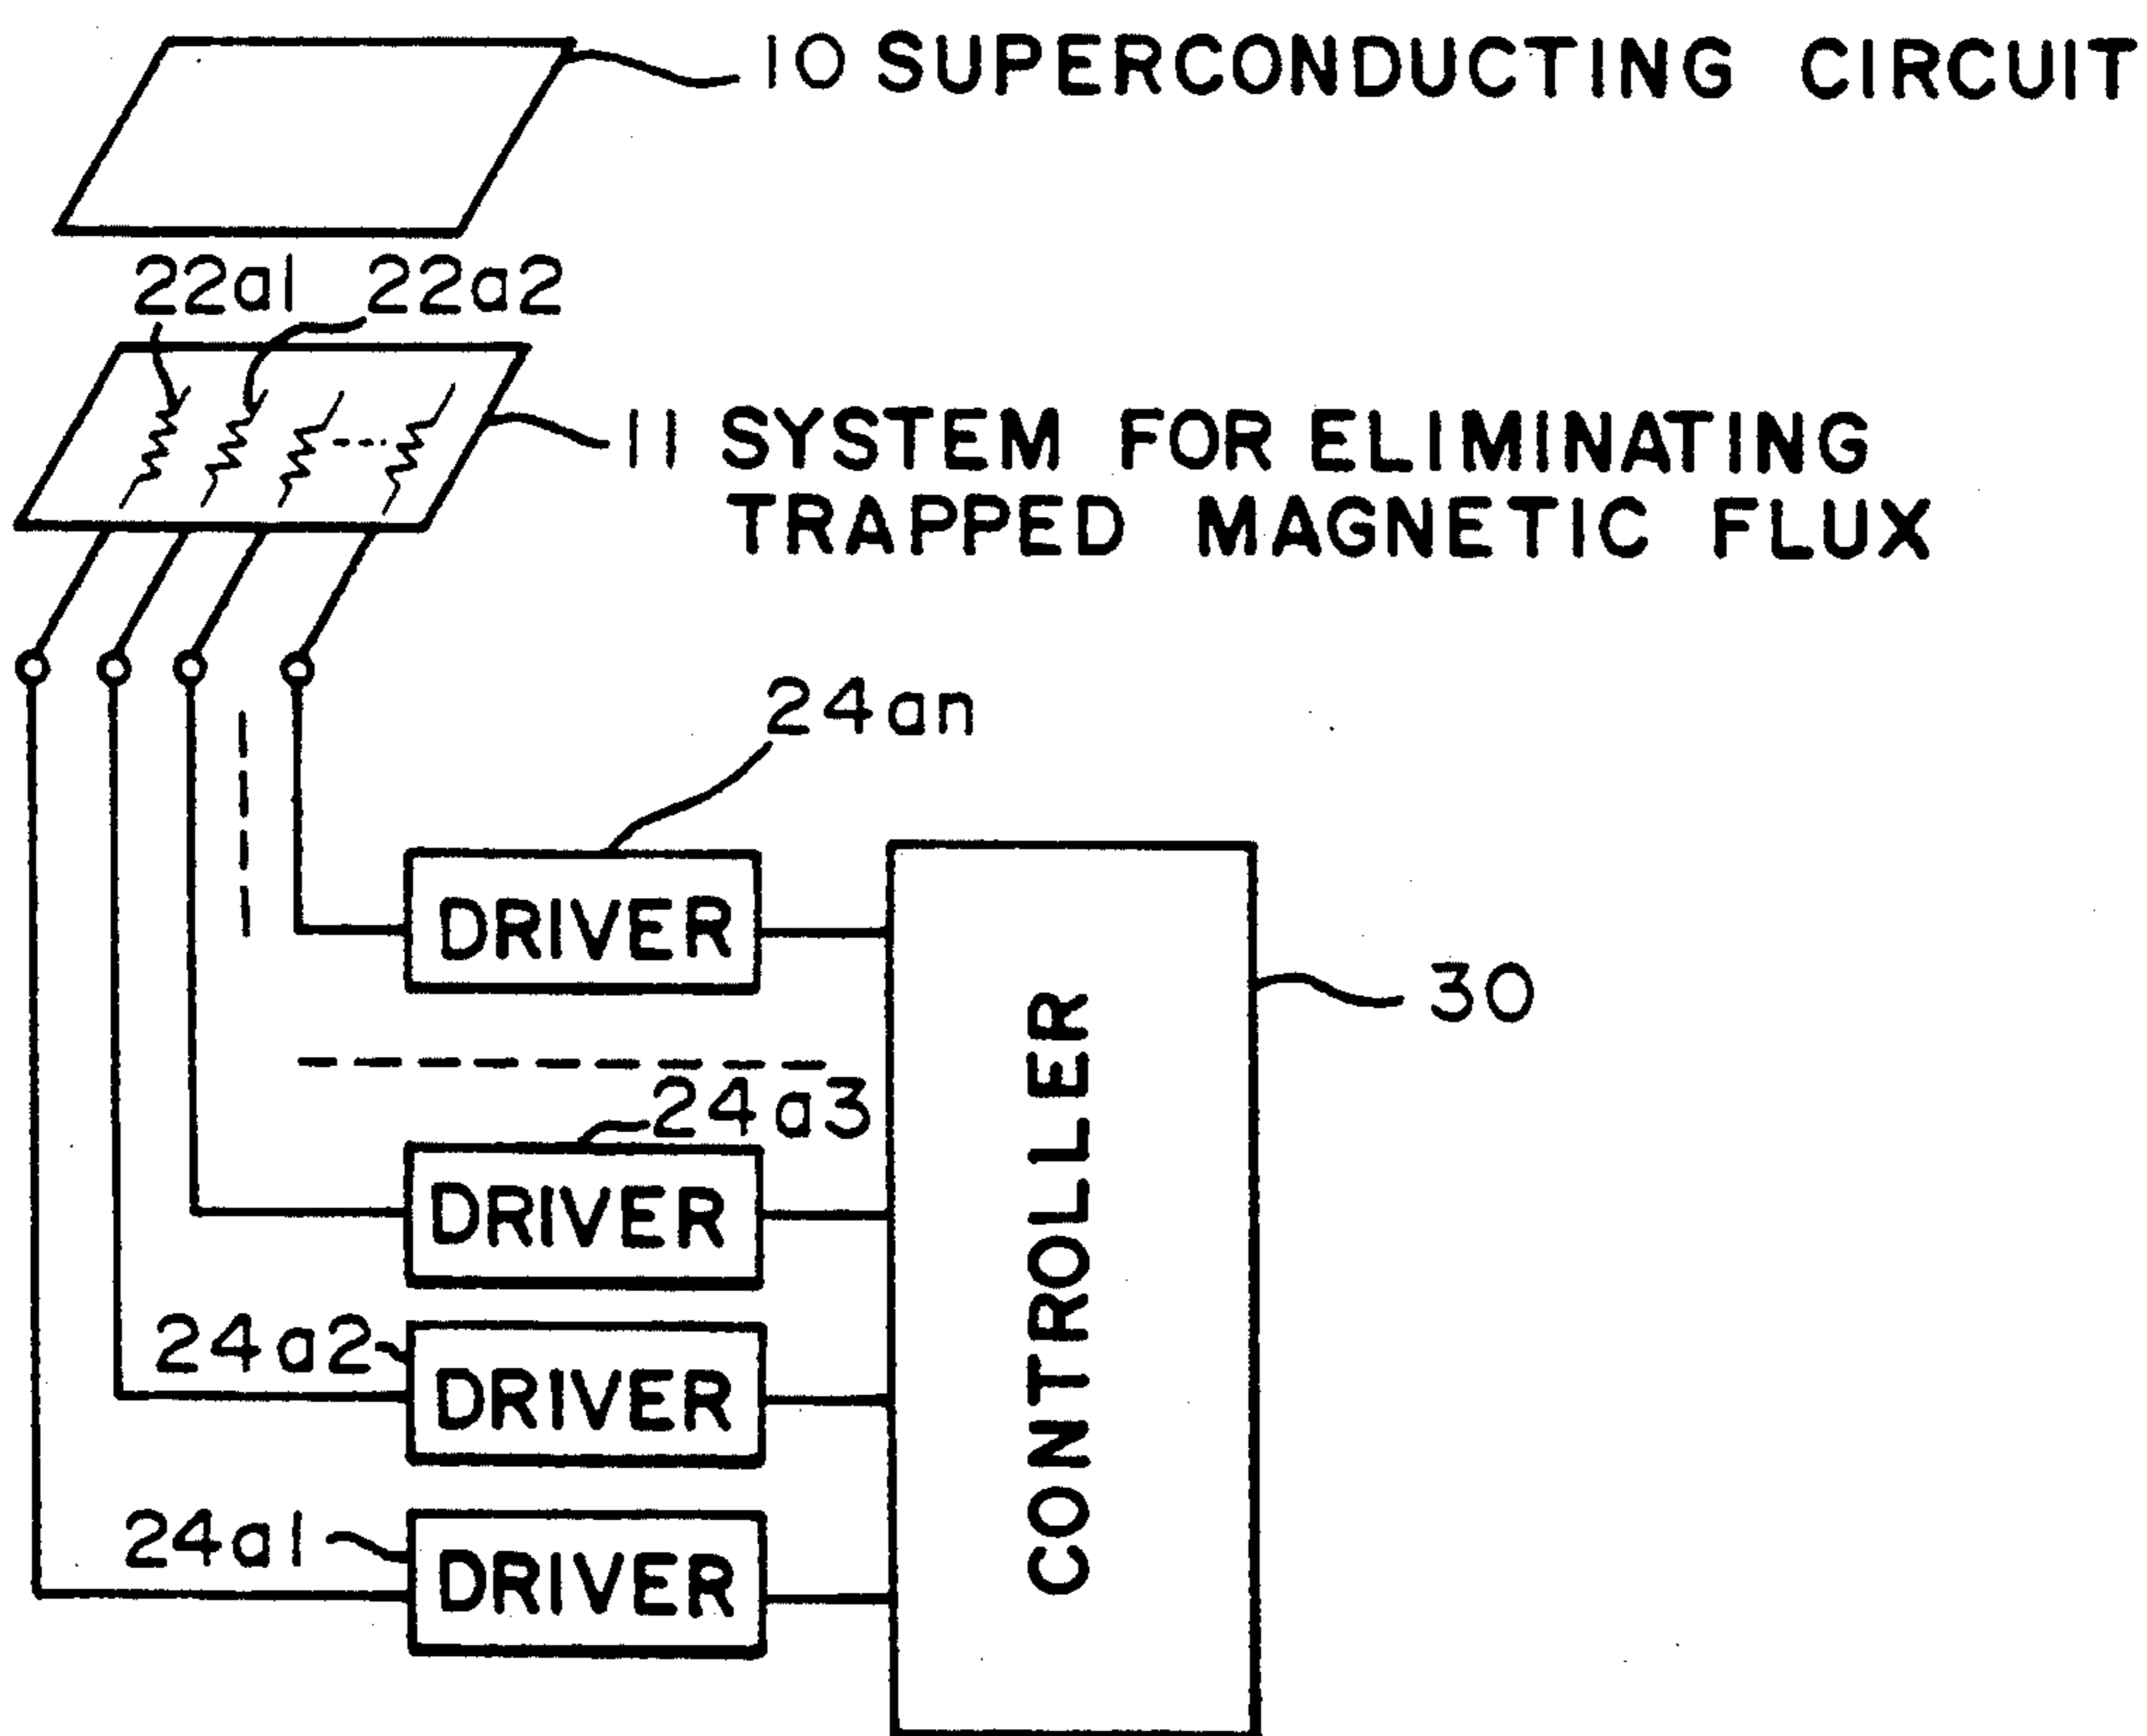 10 SUPERCONDUCTING CIRCUIT
22a1 22a2
11 SYSTEM FOR ELIMINATING
TRAPPED MAGNETIC FLUX
24an
DRIVER
30
CONTROLLER
24a3
DRIVER
24a2
DRIVER
24a1
DRIVER